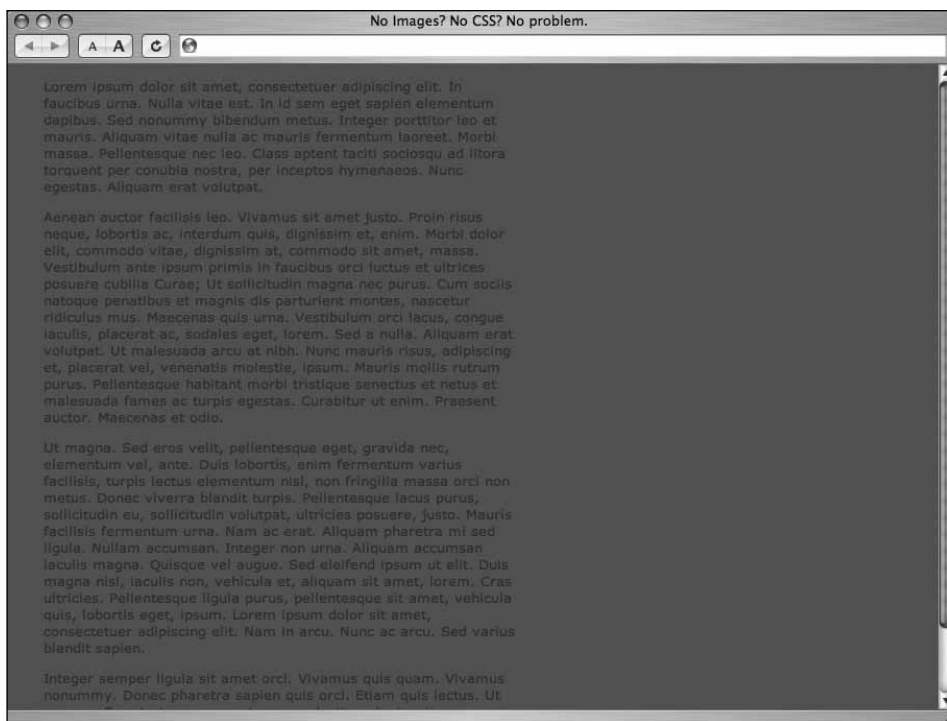 No Images? No CSS? No problem.
A A
Lorem ipsum dolor sit amet, consectetuer adipiscing elit. In
faucibus urna. Nulla vitae est. In id sem eget sapien elementum
dapibus. Sed nonummy bibendum metus. Integer porttitor leo et
mauris. Aliquam vitae nulla ac mauris fermentum laoreet. Morbi
massa. Pellentesque nec leo. Class aptent taciti sociosqu ad litora
torquent per conubia nostra, per inceptos hymenaeos. Nunc
egestas. Aliquam erat volutpat.
Aenean auctor facilisis leo. Vivamus sit amet justo. Proin risus
neque, lobortis ac, interdum quis, dignissim et, enim. Morbi dolor
elit, commodo vitae, dignissim at, commodo sit amet, massa.
Vestibulum ante ipsum primis in faucibus orci luctus et ultrices
posuere cubilia Curae; Ut sollicitudin magna nec purus. Cum sociis
natoque penatibus et magnis dis parturient montes, nascetur
ridiculus mus. Maecenas quis urna. Vestibulum orci lacus, congue
iaculis, placerat ac, sodales eget, lorem. Sed a nulla. Aliquam erat
volutpat. Ut malesuada arcu at nibh. Nunc mauris risus, adipiscing
et, placerat vel, venenatis molestie, ipsum. Mauris mollis rutrum
purus. Pellentesque habitant morbi tristique senectus et netus et
malesuada fames ac turpis egestas. Curabitur ut enim. Praesent
auctor. Maecenas et odio.
Ut magna. Sed eros velit, pellentesque eget, gravida nec,
elementum vel, ante. Duis lobortis, enim fermentum varius
facilisis, turpis lectus elementum nisl, non fringilla massa orci non
metus. Donec viverra blandit turpis. Pellentesque lacus purus,
sollicitudin eu, sollicitudin volutpat, ultricies posuere, justo. Mauris
facilisis fermentum urna. Nam ac erat. Aliquam pharetra mi sed
ligula. Nullam accumsan. Integer non urna. Aliquam accumsan
iaculis magna. Quisque vel augue. Sed eleifend ipsum ut elit. Duis
magna nisl, iaculis non, vehicula et, aliquam sit amet, lorem. Cras
ultricies. Pellentesque ligula purus, pellentesque sit amet, vehicula
quis, lobortis eget, ipsum. Lorem ipsum dolor sit amet,
consectetuer adipiscing elit. Nam in arcu. Nunc ac arcu. Sed varius
blandit sapien.
Integer semper ligula sit amet orci. Vivamus quis quam. Vivamus
nonummy. Donec pharetra sapien quis orci. Etiam quis lectus. Ut